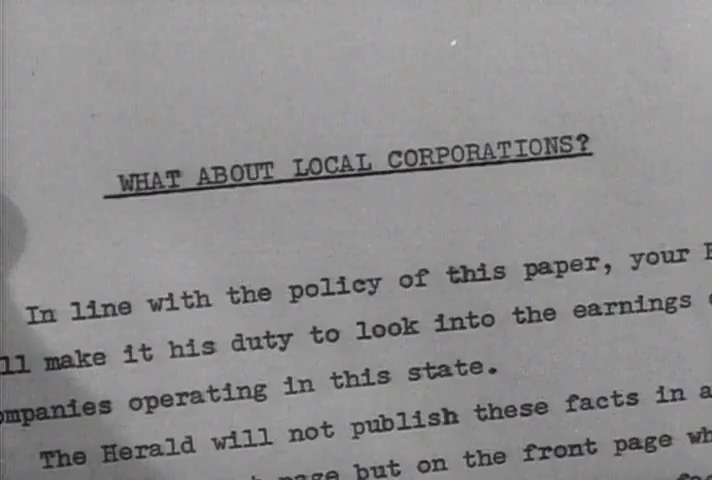 WHAT ABOUT LOCAL CORPORATIONS?
In line with the policy of this paper, your
make it his duty to look into the earnings
operating in this state.
The Herald will not publish these facts in a
page but on the front page